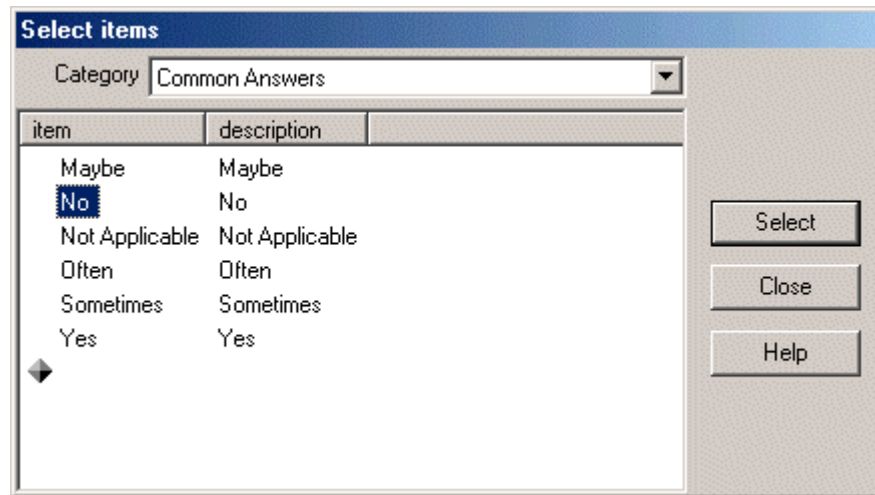 Select items
Category Common Answers
item description
Maybe Maybe
No No
Select
Not Applicable Not Applicable
Often Often
Close
Sometimes Sometimes
Yes Yes
Help